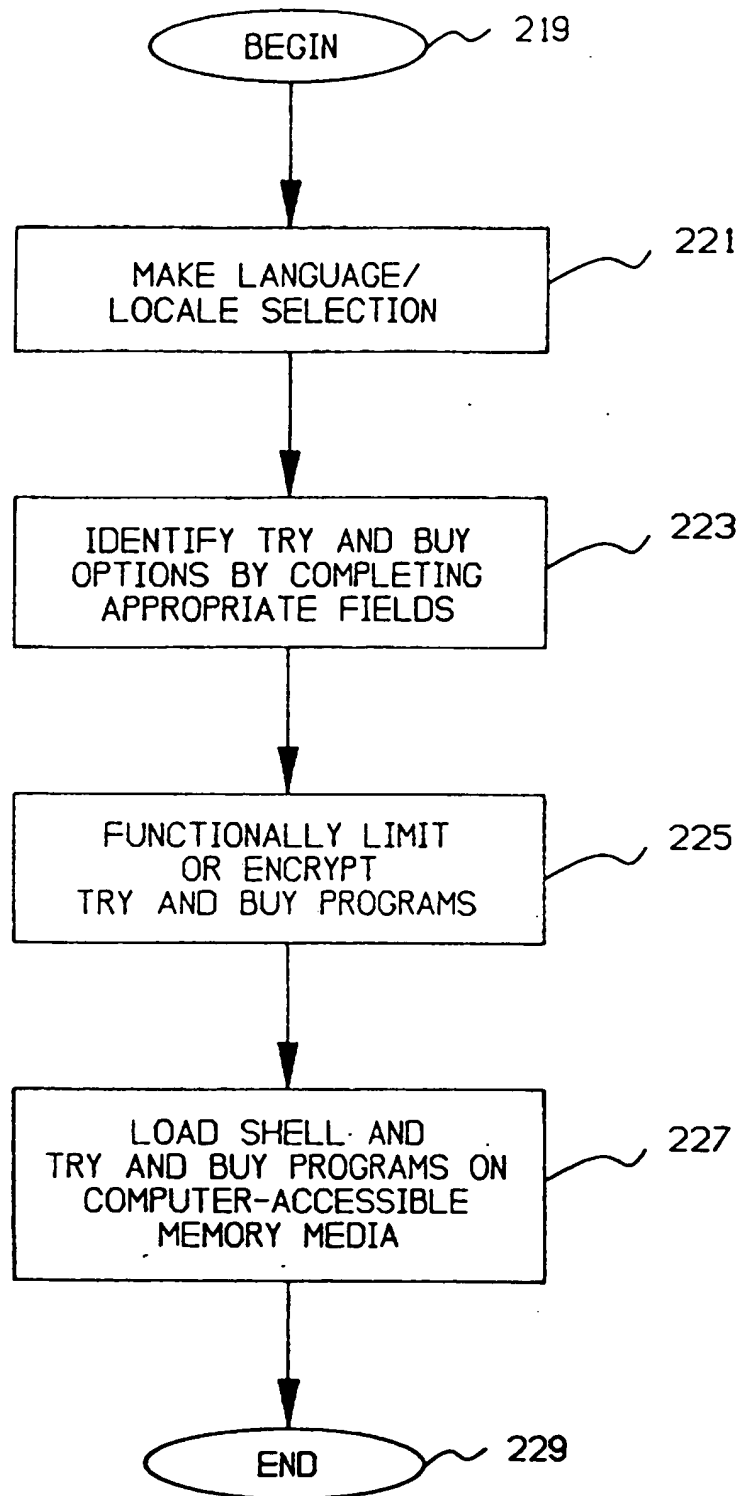 BEGIN
219
MAKE LANGUAGE/
LOCALE SELECTION
221
IDENTIFY TRY AND BUY
OPTIONS BY COMPLETING
APPROPRIATE FIELDS
223
FUNCTIONALLY LIMIT
OR ENCRYPT
TRY AND BUY PROGRAMS
225
LOAD SHELL AND
TRY AND BUY PROGRAMS ON
COMPUTER-ACCESSIBLE
MEMORY MEDIA
227
END
229